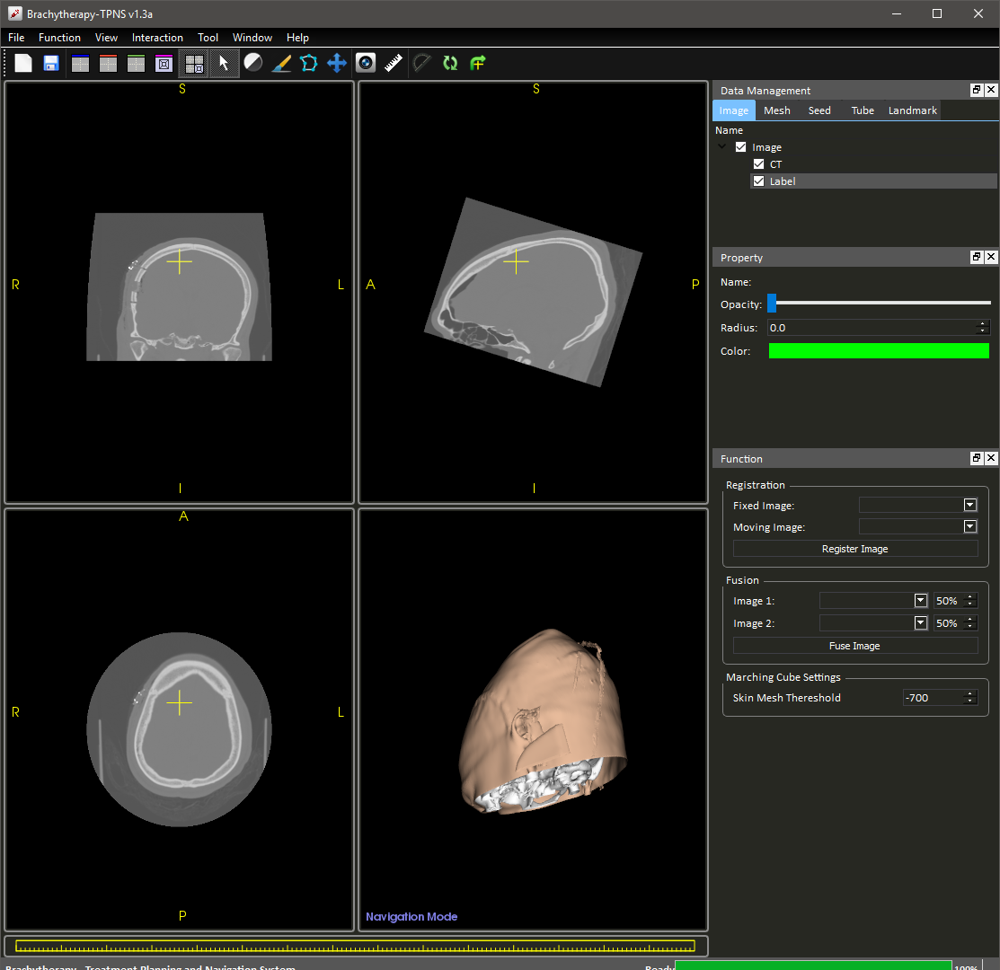 Brachytherapy-TPNS v1.3a
File Function View Interaction Tool Window Help
S
R
L
I
S
A
P
I
A
R
L
P
Navigation Mode
Data Management
Image Mesh Seed Tube Landmark
Name
Image
CT
Label
Property
Name:
Opacity:
Radius: 0.0
Color:
Function
Registration
Fixed Image:
Moving Image:
Register Image
Fusion
Image 1: 50%
Image 2: 50%
Fuse Image
Marching Cube Settings
Skin Mesh Thereshold -700
Brachytherapy - Treatment Planning and Navigation System Ready 100%